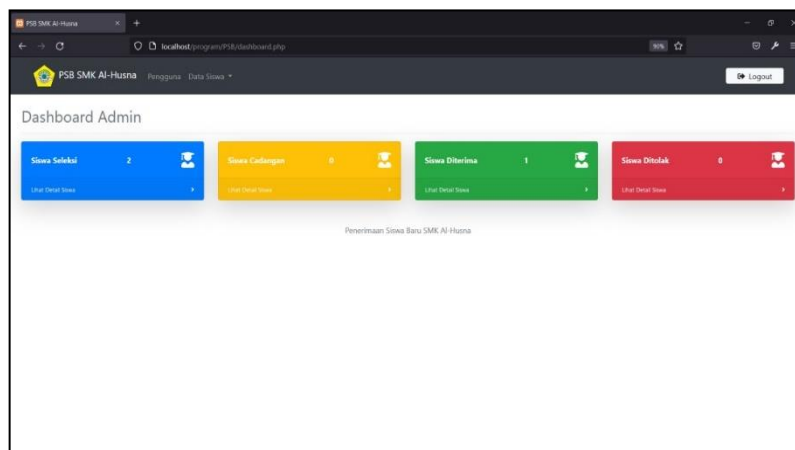 PSB SMK Al-Husna
localhost/program/PSB/dashboard.php
90%
PSB SMK Al-Husna Pengguna Data Siswa
Logout
Dashboard Admin
Siswa Seleksi 2
Lihat Detail Siswa
Siswa Cadangan 0
Lihat Detail Siswa
Siswa Diterima 1
Lihat Detail Siswa
Siswa Ditolak 0
Lihat Detail Siswa
Penerimaan Siswa Baru SMK Al-Husna